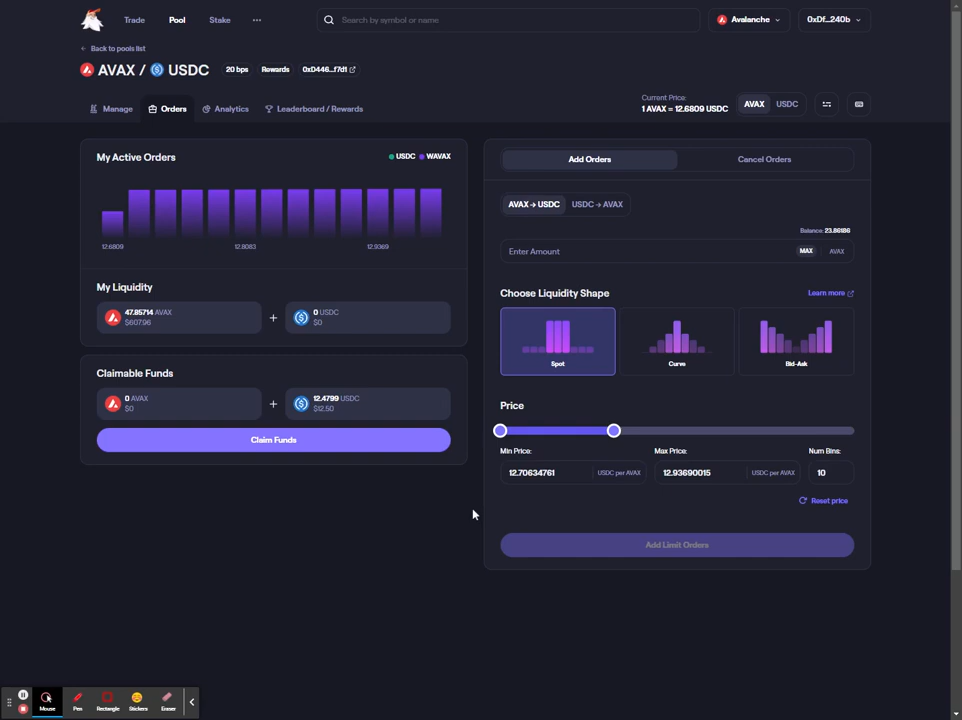 Trade Pool Stake
Search by symbol or name
Avalanche
0xDf...240b
Back to pools list
AVAX / USDC 20 bps Rewards 0xD446...f7d1
Manage Orders Analytics Leaderboard / Rewards
Current Price:
1 AVAX = 12.6809 USDC
AVAX USDC
My Active Orders
USDC WAVAX
12.6809 12.8083 12.9369
My Liquidity
47.85714 AVAX
$607.96
+
0 USDC
$0
Claimable Funds
0 AVAX
$0
+
12.4799 USDC
$12.50
Claim Funds
Add Orders Cancel Orders
AVAX → USDC USDC → AVAX
Balance: 23.86186
Enter Amount MAX AVAX
Choose Liquidity Shape Learn more
Spot Curve Bid-Ask
Price
Min Price: Max Price: Num Bins:
12.70634761 USDC per AVAX 12.93690015 USDC per AVAX 10
Reset price
Add Limit Orders
Mouse Pen Rectangle Stickers Eraser